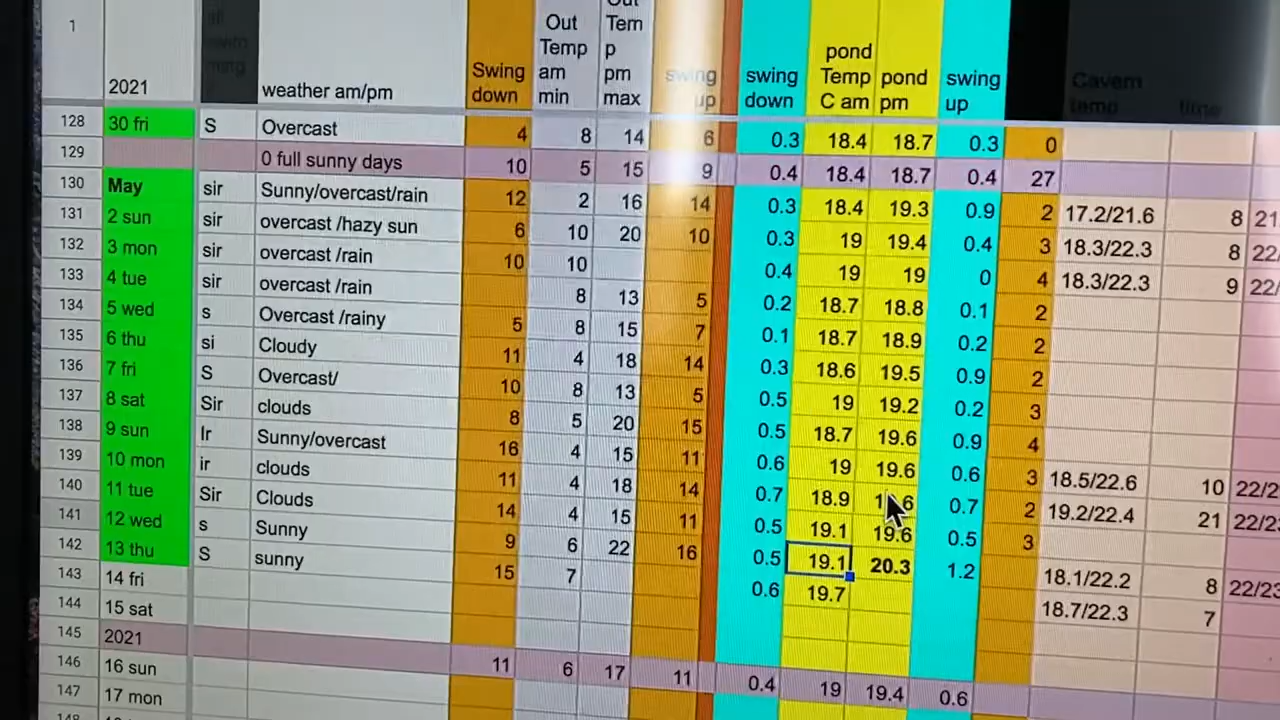 1
2021
weather am/pm
Swing
down
Out
Temp
am
min
Out
Tem
p
pm
max
swing
up
swing
down
pond
Temp
C am
pond
pm
swing
up
Cavern
temp
time
128 30 fri S Overcast 4 8 14 6 0.3 18.4 18.7 0.3 0
129 0 full sunny days 10 5 15 9 0.4 18.4 18.7 0.4 27
130 May sir Sunny/overcast/rain 12 2 16 14 0.3 18.4 19.3 0.9 2 17.2/21.6 8 21.
131 2 sun sir overcast /hazy sun 6 10 20 10 0.3 19 19.4 0.4 3 18.3/22.3 8 22/
132 3 mon sir overcast /rain 10 10 0.4 19 19 0 4 18.3/22.3 9 22/
133 4 tue sir overcast /rain 8 13 5 0.2 18.7 18.8 0.1 2
134 5 wed s Overcast /rainy 5 8 15 7 0.1 18.7 18.9 0.2 2
135 6 thu si Cloudy 11 4 18 14 0.3 18.6 19.5 0.9 2
136 7 fri S Overcast/ 10 8 13 5 0.5 19 19.2 0.2 3
137 8 sat Sir clouds 8 5 20 15 0.5 18.7 19.6 0.9 4
138 9 sun Ir Sunny/overcast 16 4 15 11 0.6 19 19.6 0.6 3 18.5/22.6 10 22/2
139 10 mon ir clouds 11 4 18 14 0.7 18.9 0.7 2 19.2/22.4 21 22/2
140 11 tue Sir Clouds 14 4 15 11 0.5 19.1 19.6 0.5 3
141 12 wed s Sunny 9 6 22 16 0.5 19.1 20.3 1.2 18.1/22.2 8 22/23
142 13 thu S sunny 15 7 0.6 19.7 18.7/22.3 7
143 14 fri
144 15 sat
145 2021 11 6 17 11 0.4 19 19.4 0.6
146 16 sun
147 17 mon
148